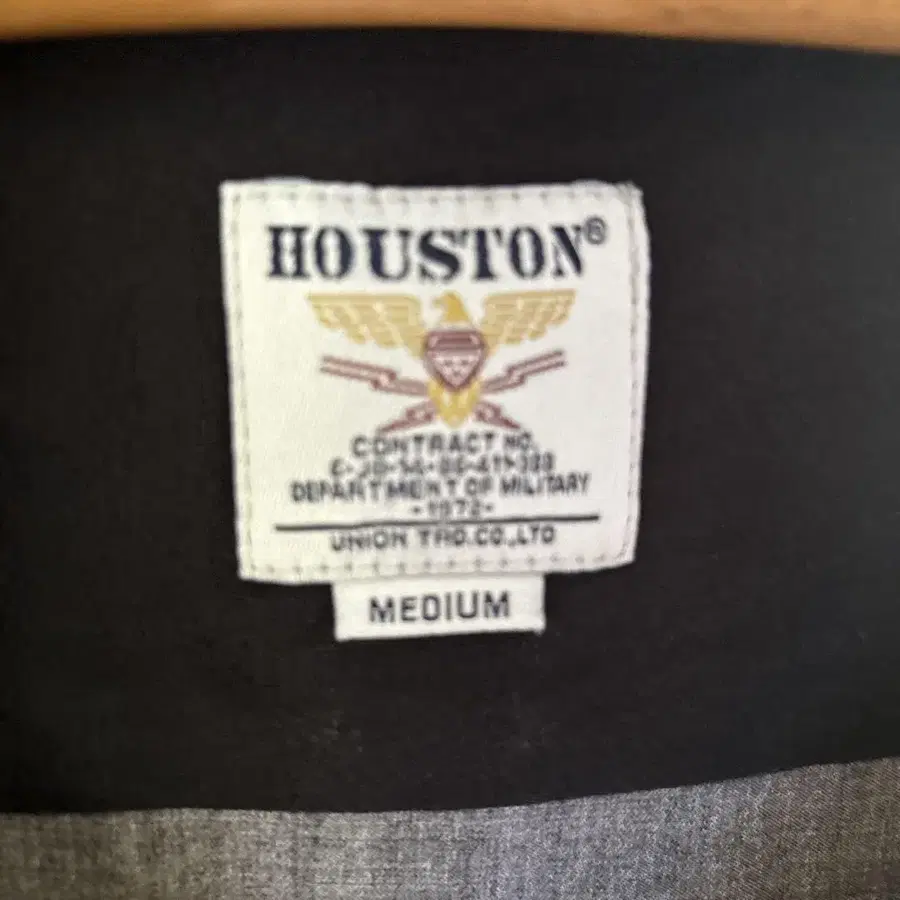 HOUSTON®
CONTRACT NO.
DEPARTMENT OF MILITARY
-1972-
UNION TRD.CO.,LTD
MEDIUM